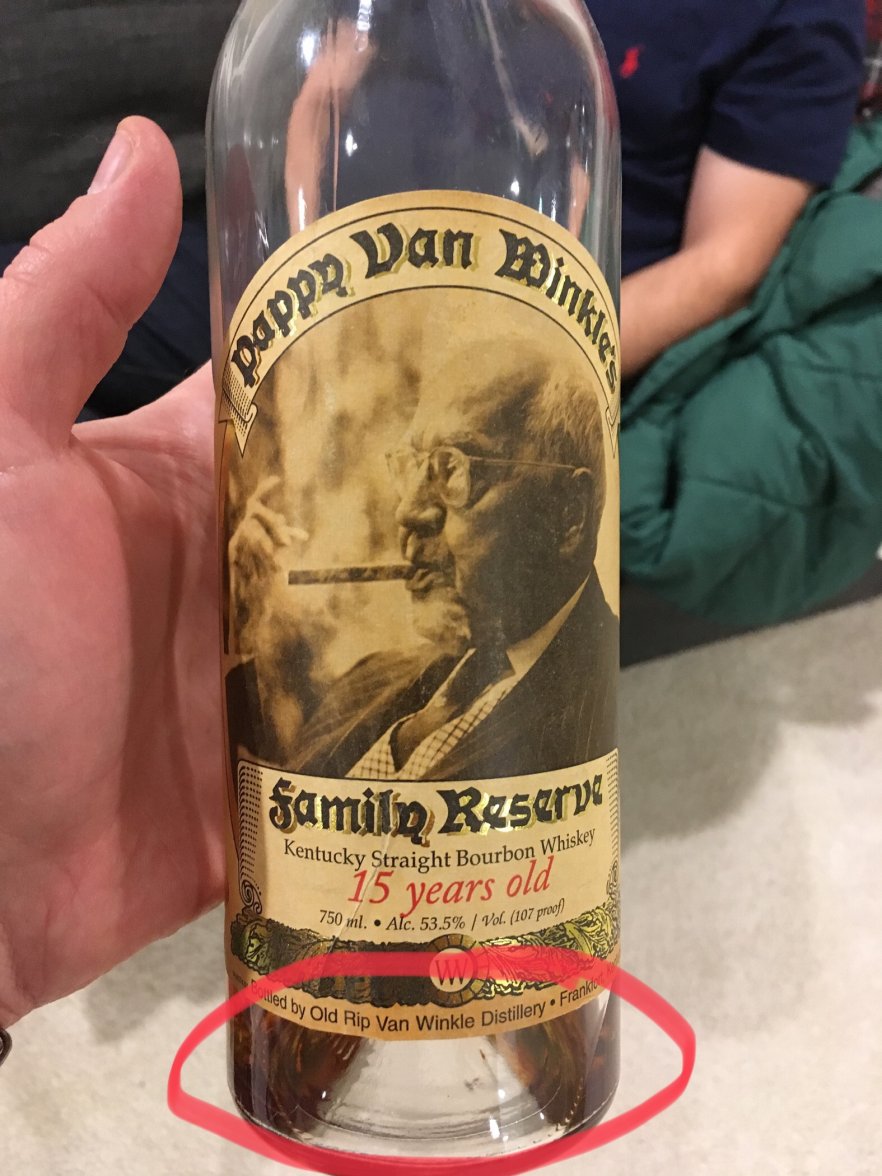 Pappy Van Winkle's
Family Reserve
Kentucky Straight Bourbon Whiskey
15 years old
750 ml. • Alc. 53.5% / Vol. (107 proof)
VW
Bottled by Old Rip Van Winkle Distillery •